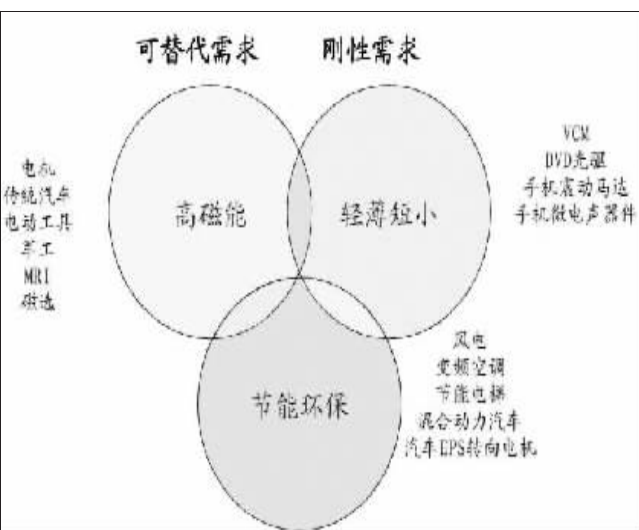 可替代需求
刚性需求
电机
传统汽车
电动工具
军工
MRI
磁选
高磁能
轻薄短小
VCM
DVD光驱
手机震动马达
手机微电声器件
节能环保
风电
变频空调
节能电梯
混合动力汽车
汽车EPS转向电机